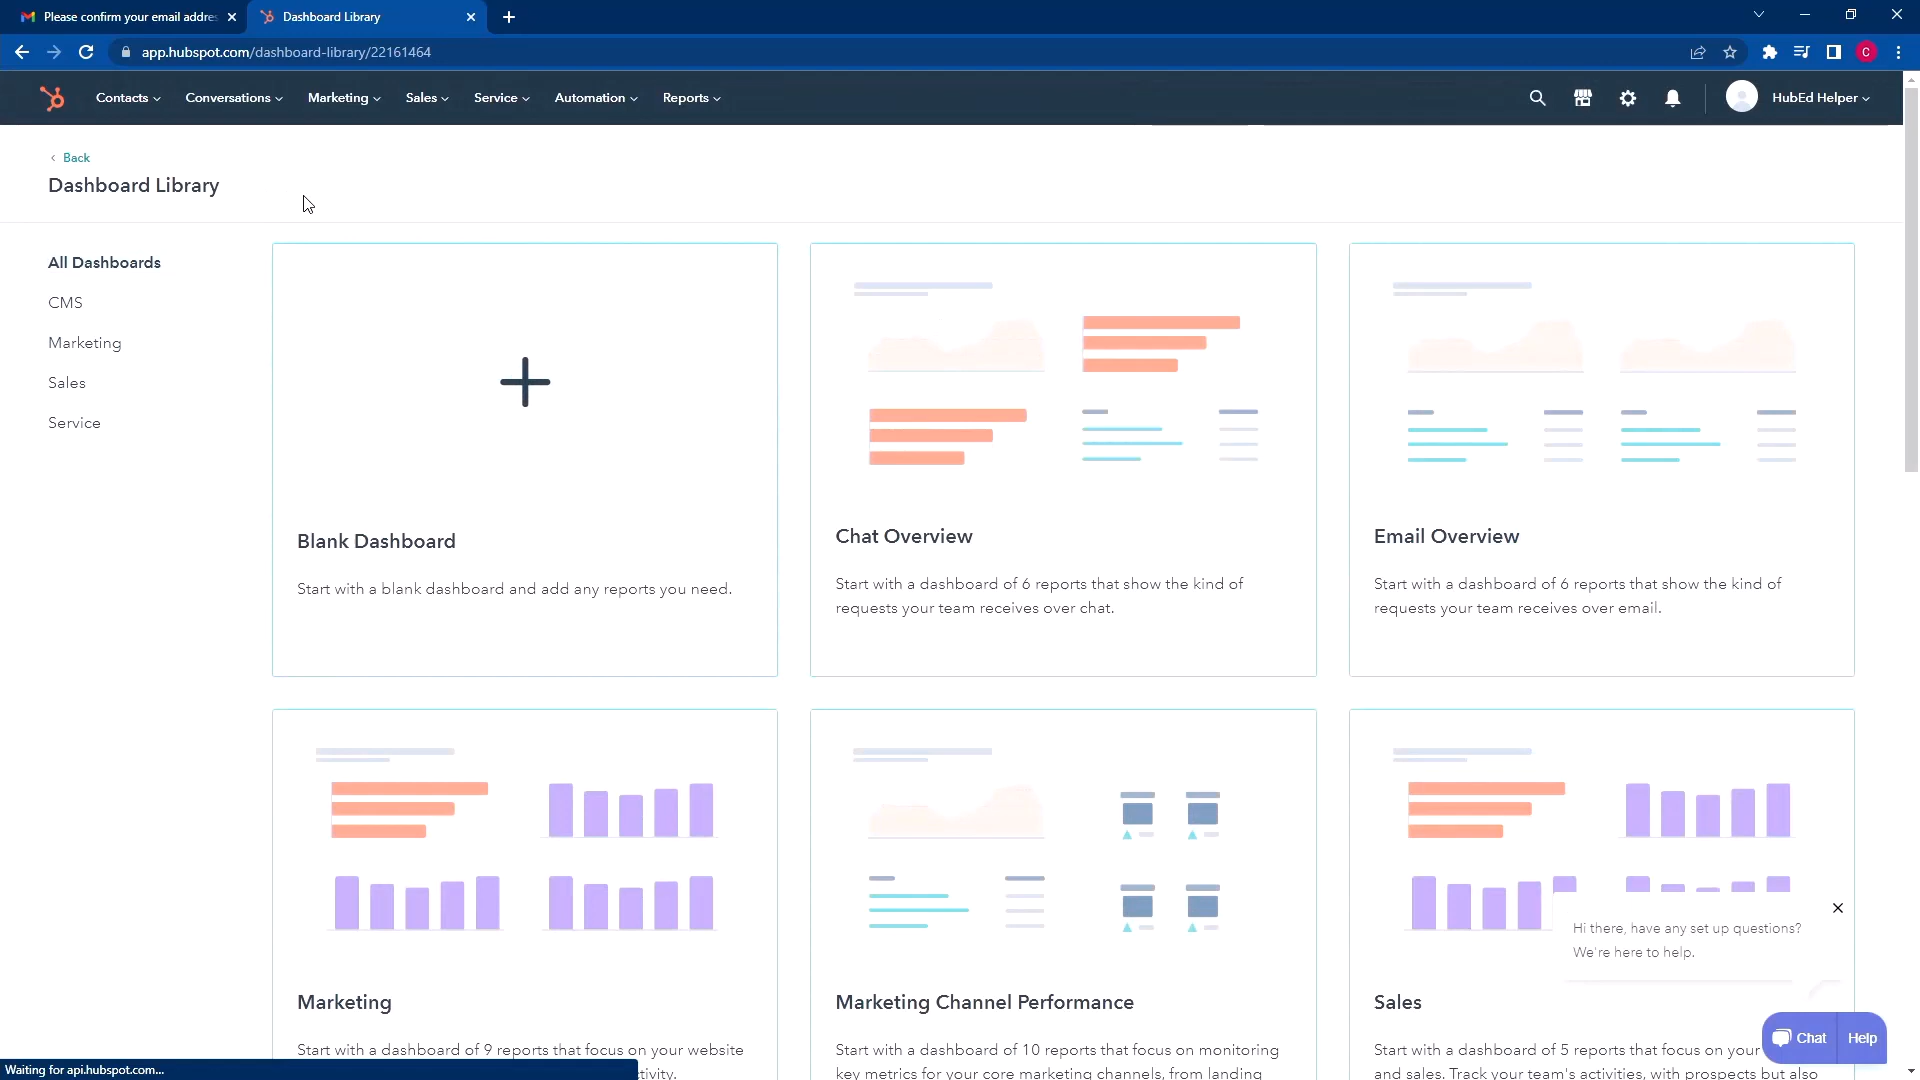 Please confirm your email addres
Dashboard Library
app.hubspot.com/dashboard-library/22161464
C
Contacts
Conversations
Marketing
Sales
Service
Automation
Reports
HubEd Helper
Back
Dashboard Library
All Dashboards
CMS
Marketing
Sales
Service
Blank Dashboard
Start with a blank dashboard and add any reports you need.
Chat Overview
Start with a dashboard of 6 reports that show the kind of
requests your team receives over chat.
Email Overview
Start with a dashboard of 6 reports that show the kind of
requests your team receives over email.
Marketing
Start with a dashboard of 9 reports that focus on your website
tivity.
Marketing Channel Performance
Start with a dashboard of 10 reports that focus on monitoring
key metrics for your core marketing channels, from landing
Sales
Start with a dashboard of 5 reports that focus on your
and sales. Track your team's activities, with prospects but also
Hi there, have any set up questions?
We're here to help.
Chat
Help
Waiting for api.hubspot.com...